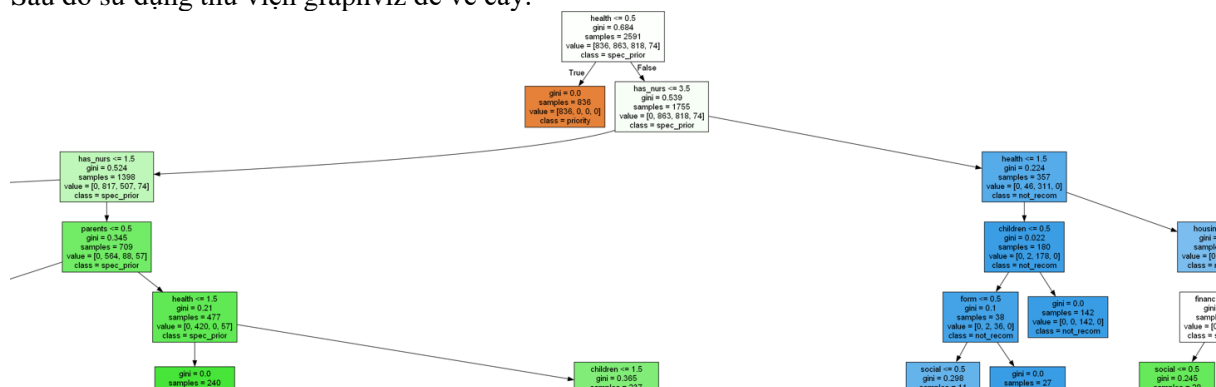 Sau đó sử dụng thư viện graphviz để vẽ cây:
health <= 0.5
gini = 0.684
samples = 2591
value = [836, 863, 818, 74]
class = spec_prior
True
False
gini = 0.0
samples = 836
value = [836, 0, 0, 0]
class = priority
has_nurs <= 3.5
gini = 0.539
samples = 1755
value = [0, 863, 818, 74]
class = spec_prior
has_nurs <= 1.5
gini = 0.524
samples = 1398
value = [0, 817, 507, 74]
class = spec_prior
health <= 1.5
gini = 0.224
samples = 357
value = [0, 46, 311, 0]
class = not_recom
parents <= 0.5
gini = 0.345
samples = 709
value = [0, 564, 88, 57]
class = spec_prior
children <= 0.5
gini = 0.022
samples = 180
value = [0, 2, 178, 0]
class = not_recom
gini =
value = [0
health <= 1.5
gini = 0.21
samples = 477
value = [0, 420, 0, 57]
class = spec_prior
form <= 0.5
gini = 0.1
samples = 38
value = [0, 2, 36, 0]
class = not_recom
gini = 0.0
samples = 142
value = [0, 0, 142, 0]
class = not_recom
gini
gini = 0.0
samples = 240
children <= 1.5
gini = 0.365
samples = 237
social <= 0.5
gini = 0.298
gini = 0.0
samples = 27
social <= 0.5
gini = 0.245